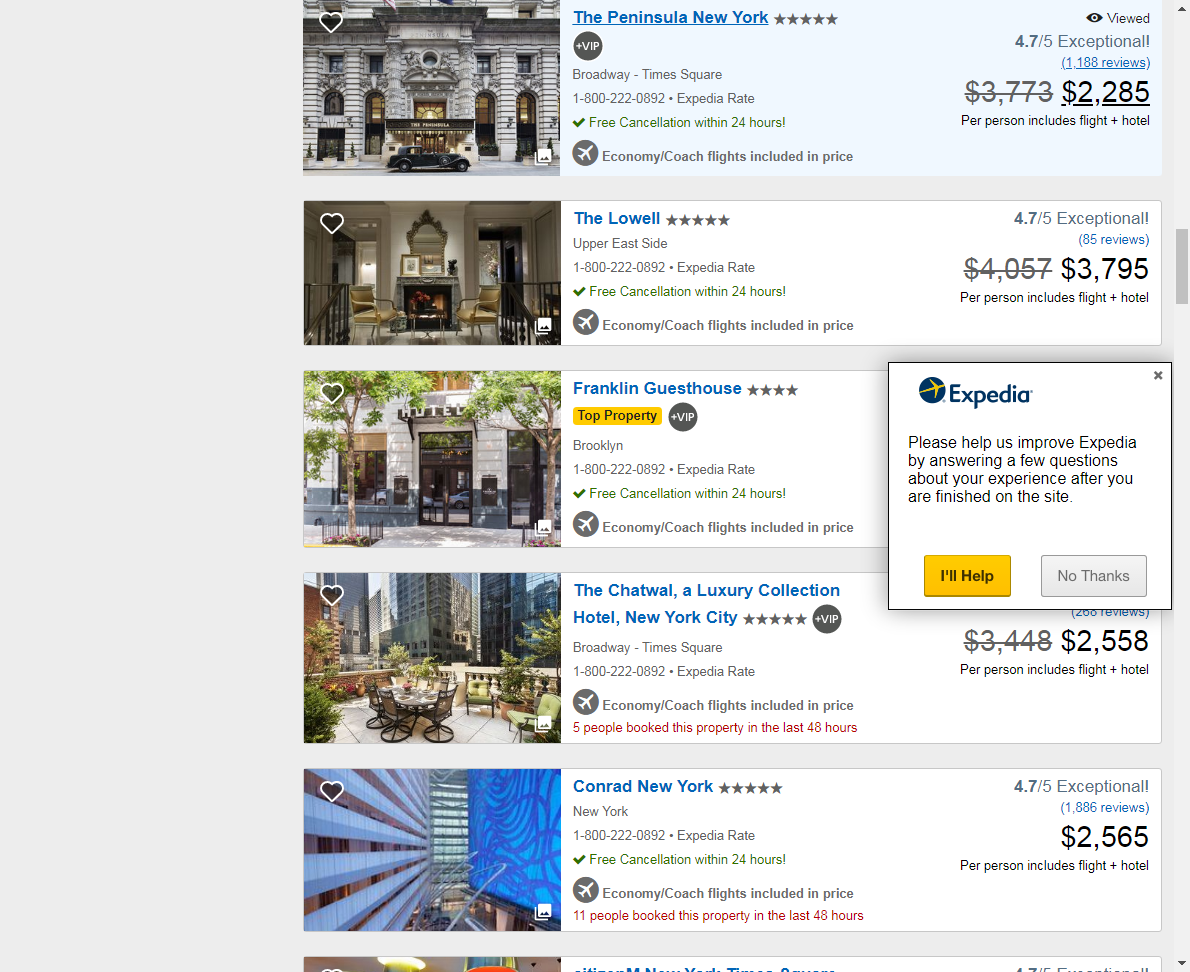 The Peninsula New York
+VIP
Broadway - Times Square
1-800-222-0892 • Expedia Rate
Free Cancellation within 24 hours!
Economy/Coach flights included in price
Viewed
4.7/5 Exceptional!
(1,188 reviews)
$3,773 $2,285
Per person includes flight + hotel
THE PENINSULA
The Lowell
Upper East Side
1-800-222-0892 • Expedia Rate
Free Cancellation within 24 hours!
Economy/Coach flights included in price
4.7/5 Exceptional!
(85 reviews)
$4,057 $3,795
Per person includes flight + hotel
HOTEL
Franklin Guesthouse
Top Property +VIP
Brooklyn
1-800-222-0892 • Expedia Rate
Free Cancellation within 24 hours!
Economy/Coach flights included in price
Expedia
Please help us improve Expedia
by answering a few questions
about your experience after you
are finished on the site.
I'll Help
No Thanks
The Chatwal, a Luxury Collection
Hotel, New York City +VIP
Broadway - Times Square
1-800-222-0892 • Expedia Rate
Economy/Coach flights included in price
5 people booked this property in the last 48 hours
(268 reviews)
$3,448 $2,558
Per person includes flight + hotel
Conrad New York
New York
1-800-222-0892 • Expedia Rate
Free Cancellation within 24 hours!
Economy/Coach flights included in price
11 people booked this property in the last 48 hours
4.7/5 Exceptional!
(1,886 reviews)
$2,565
Per person includes flight + hotel
citizenM New York Times Square
4.7/5 Exceptional!